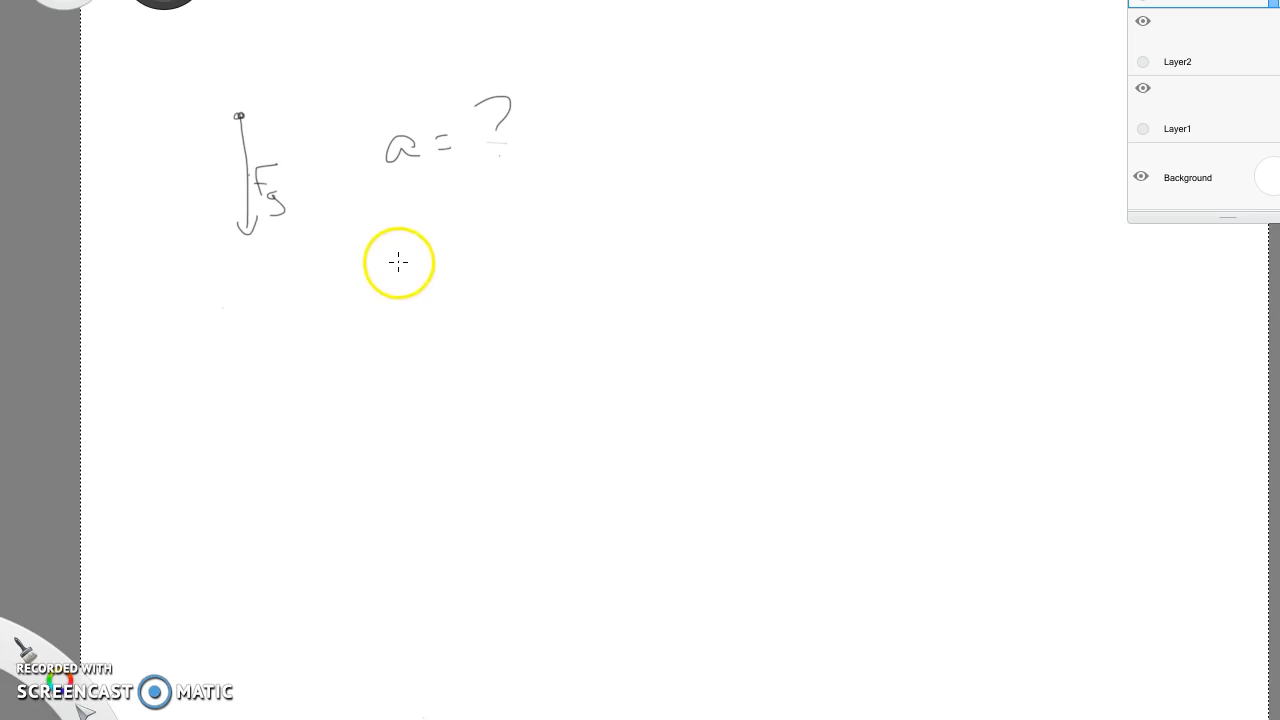 Layer2
Layer1
Background
a = ?
Fg
RECORDED WITH
SCREENCAST MATIC